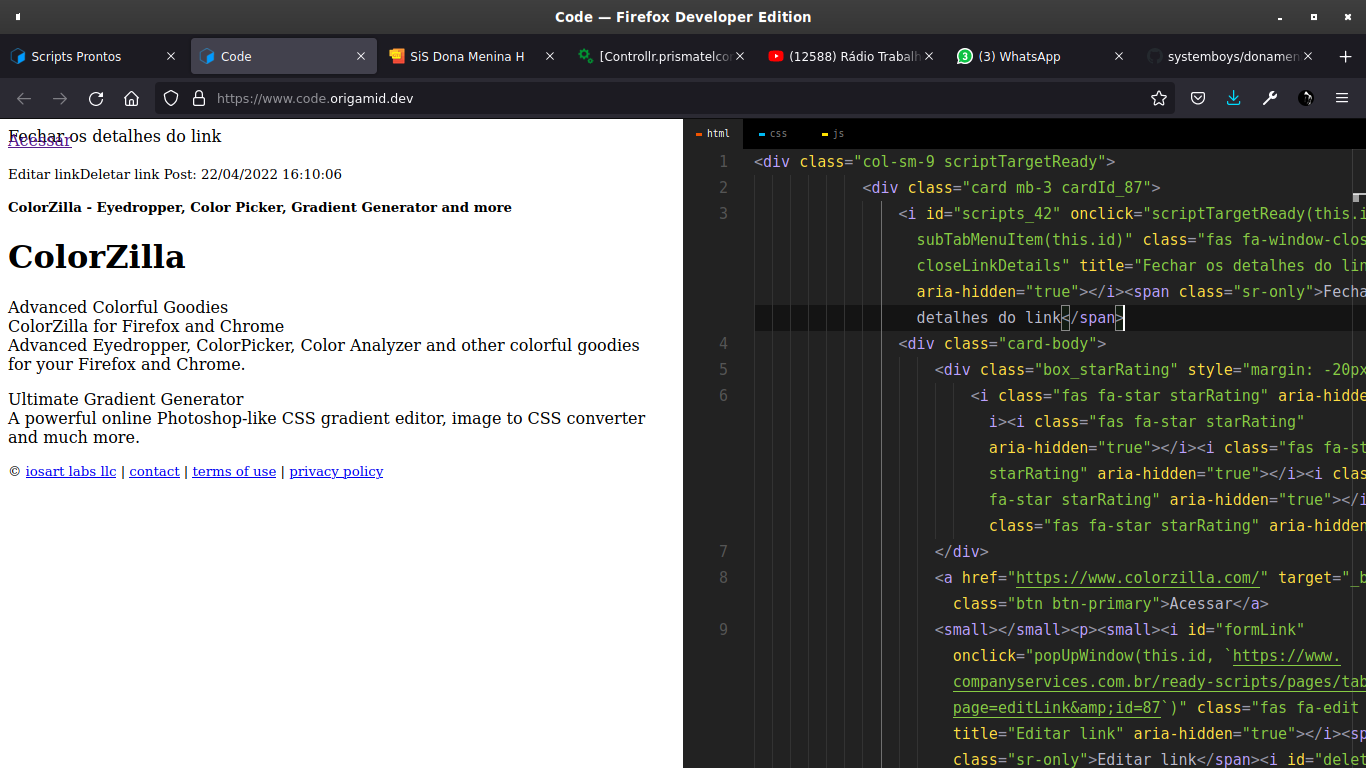 Code — Firefox Developer Edition
Scripts Prontos
Code
SiS Dona Menina H
[Controllr.prismatelcor
(12588) Rádio Trabalh
(3) WhatsApp
systemboys/donamen
https://www.code.origamid.dev
Fechar os detalhes do link
Acessar
Editar linkDeletar link Post: 22/04/2022 16:10:06
ColorZilla - Eyedropper, Color Picker, Gradient Generator and more
ColorZilla
Advanced Colorful Goodies
ColorZilla for Firefox and Chrome
Advanced Eyedropper, ColorPicker, Color Analyzer and other colorful goodies
for your Firefox and Chrome.
Ultimate Gradient Generator
A powerful online Photoshop-like CSS gradient editor, image to CSS converter
and much more.
© iosart labs llc | contact | terms of use | privacy policy
html css js
1 <div class="col-sm-9 scriptTargetReady">
2 <div class="card mb-3 cardId_87">
3 <i id="scripts_42" onclick="scriptTargetReady(this.i
subTabMenuItem(this.id)" class="fas fa-window-clos
closeLinkDetails" title="Fechar os detalhes do lin
aria-hidden="true"></i><span class="sr-only">Fecha
detalhes do link</span>
4 <div class="card-body">
5 <div class="box_starRating" style="margin: -20px
6 <i class="fas fa-star starRating" aria-hidde
i><i class="fas fa-star starRating"
aria-hidden="true"></i><i class="fas fa-st
starRating" aria-hidden="true"></i><i clas
fa-star starRating" aria-hidden="true"></i
class="fas fa-star starRating" aria-hidden
7 </div>
8 <a href="https://www.colorzilla.com/" target="_b
class="btn btn-primary">Acessar</a>
9 <small></small><p><small><i id="formLink"
onclick="popUpWindow(this.id, `https://www.
companyservices.com.br/ready-scripts/pages/tab
page=editLink&amp;id=87`)" class="fas fa-edit
title="Editar link" aria-hidden="true"></i><sp
class="sr-only">Editar link</span><i id="delet